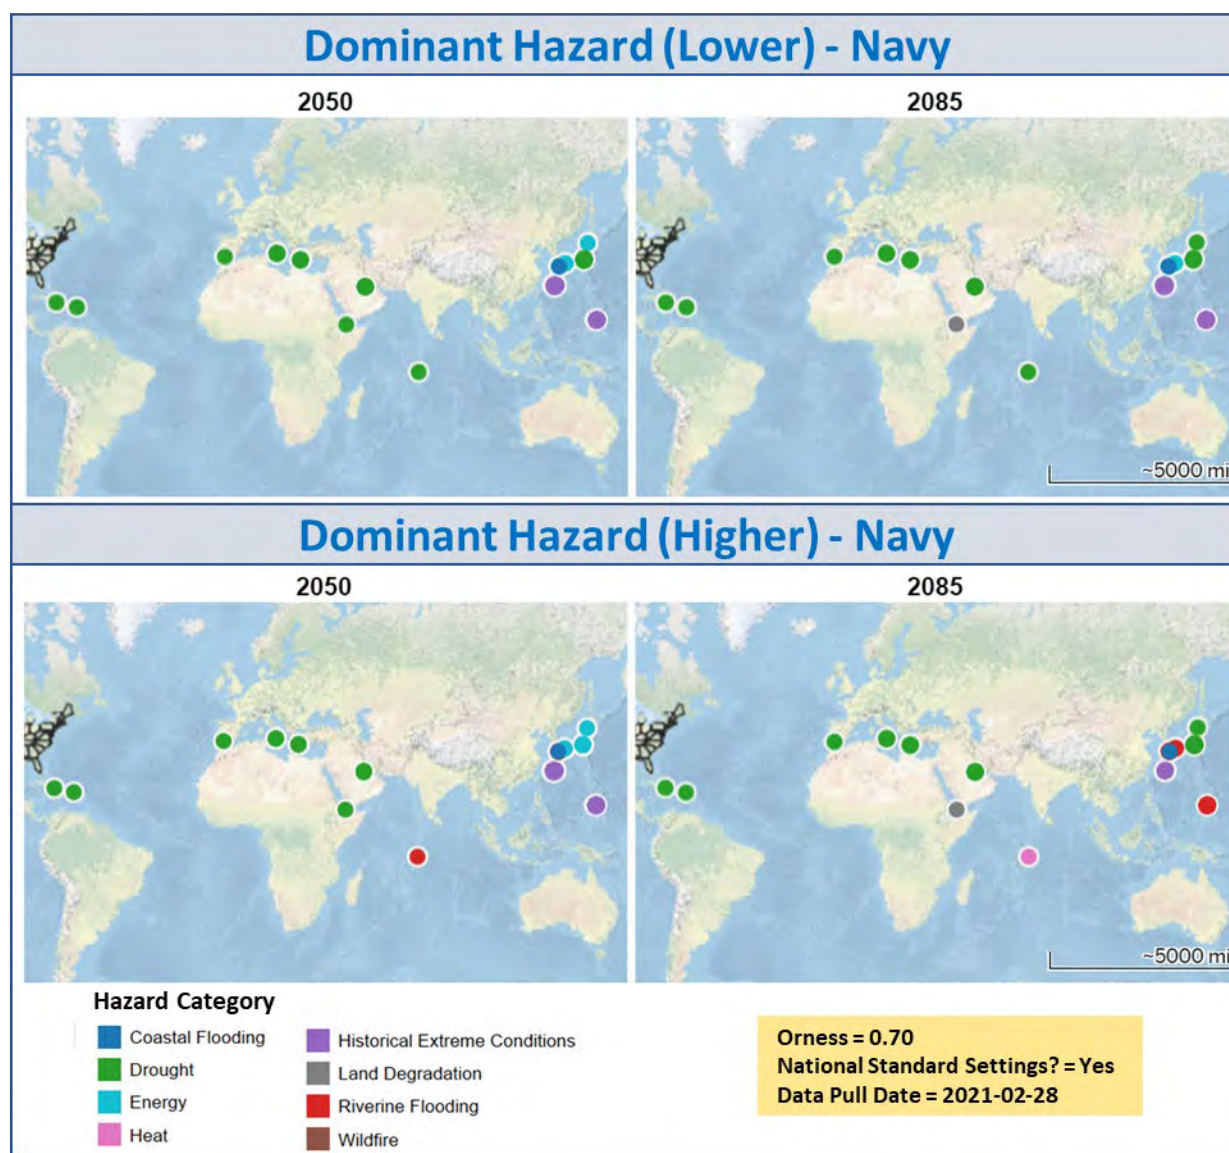 Dominant Hazard (Lower) - Navy
2050
2085
~5000 mi
Dominant Hazard (Higher) - Navy
2050
2085
~5000 mi
Hazard Category
Coastal Flooding
Drought
Energy
Heat
Historical Extreme Conditions
Land Degradation
Riverine Flooding
Wildfire
Orness = 0.70
National Standard Settings? = Yes
Data Pull Date = 2021-02-28